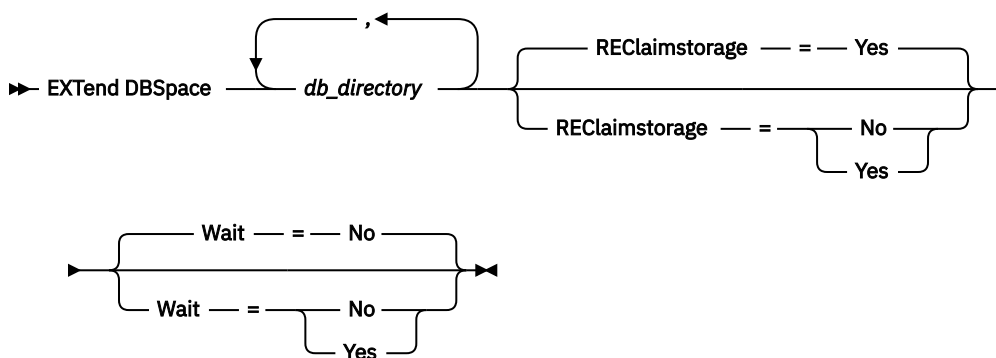 ,
REClaimstorage = Yes
EXTend DBSpace db_directory
REClaimstorage = No
Yes
Wait = No
Wait = No
Yes